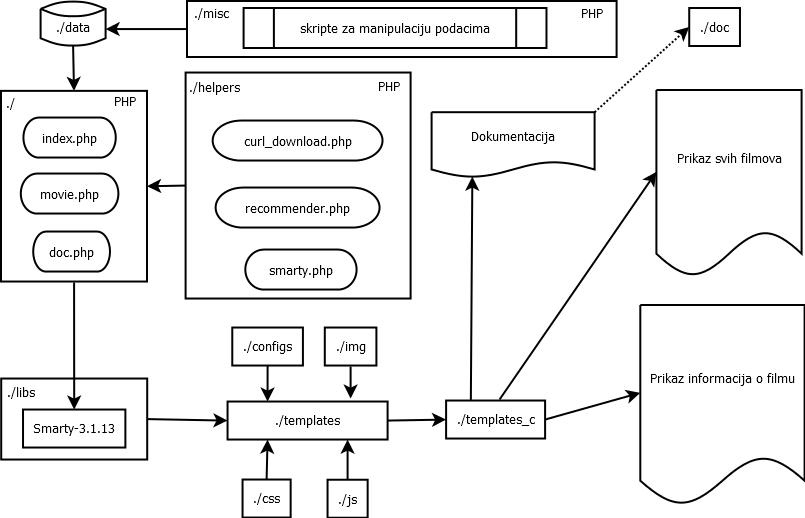 ./data
./misc
PHP
skripte za manipulaciju podacima
./doc
./
PHP
index.php
movie.php
doc.php
./helpers
PHP
curl_download.php
recommender.php
smarty.php
Dokumentacija
Prikaz svih filmova
./configs
./img
./libs
Smarty-3.1.13
./templates
./templates_c
Prikaz informacija o filmu
./css
./js